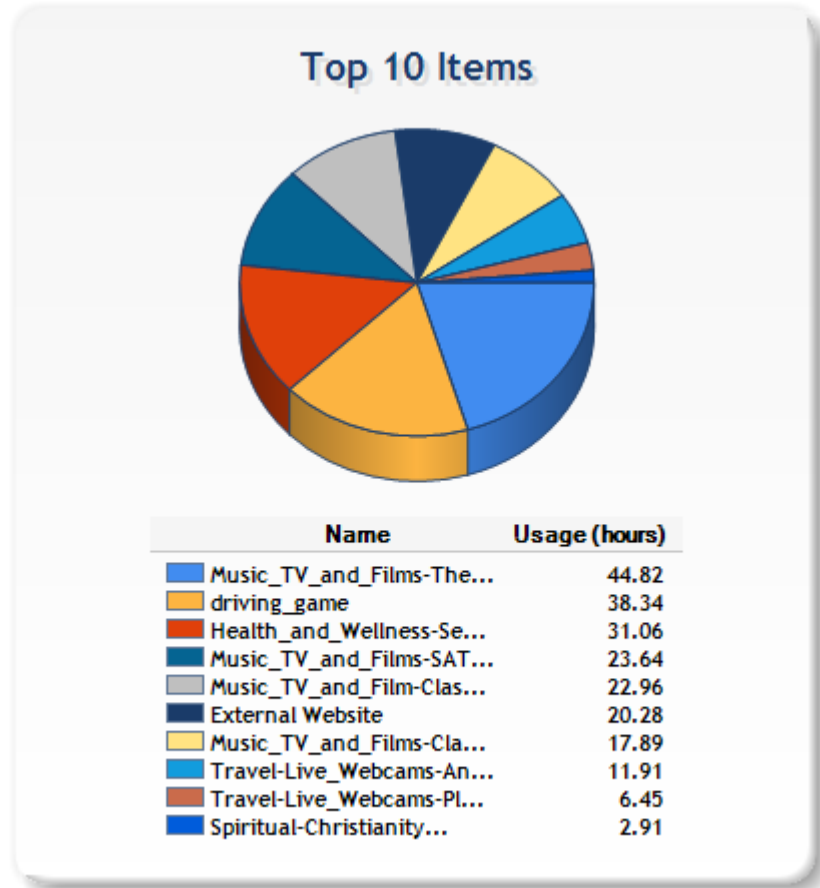 Top 10 Items
Name Usage (hours)
Music_TV_and_Films-The... 44.82
driving_game 38.34
Health_and_Wellness-Se... 31.06
Music_TV_and_Films-SAT... 23.64
Music_TV_and_Film-Clas... 22.96
External Website 20.28
Music_TV_and_Films-Cla... 17.89
Travel-Live_Webcams-An... 11.91
Travel-Live_Webcams-Pl... 6.45
Spiritual-Christianity... 2.91